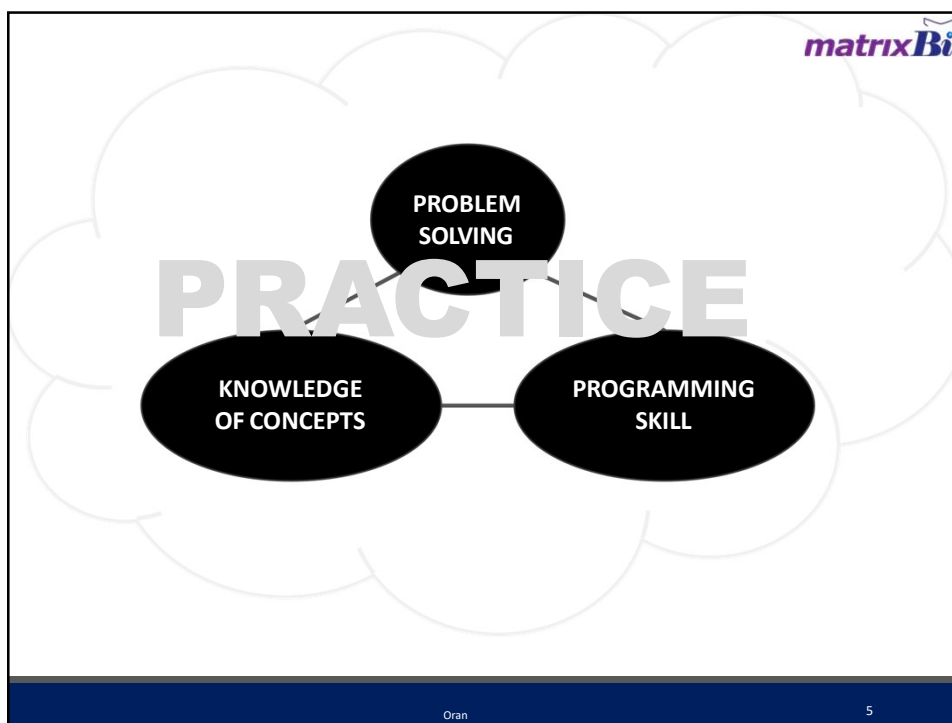 matrixBi
PROBLEM
SOLVING
PRACTICE
KNOWLEDGE
OF CONCEPTS
PROGRAMMING
SKILL
Oran
5